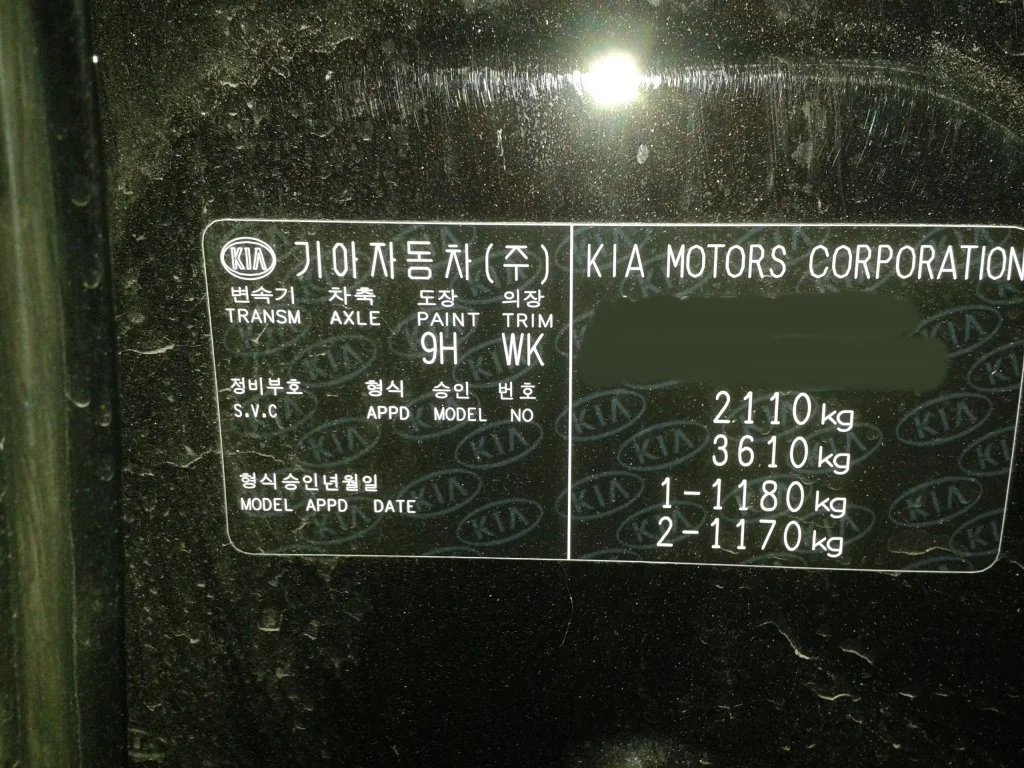 KIA 기아자동차(주)
변속기 차축 도장 의장
TRANSM AXLE PAINT TRIM
9H WK
정비부호 형식 승인 번호
S.V.C APPD MODEL NO
형식승인년월일
MODEL APPD DATE
KIA MOTORS CORPORATION
2110kg
3610kg
1-1180kg
2-1170kg